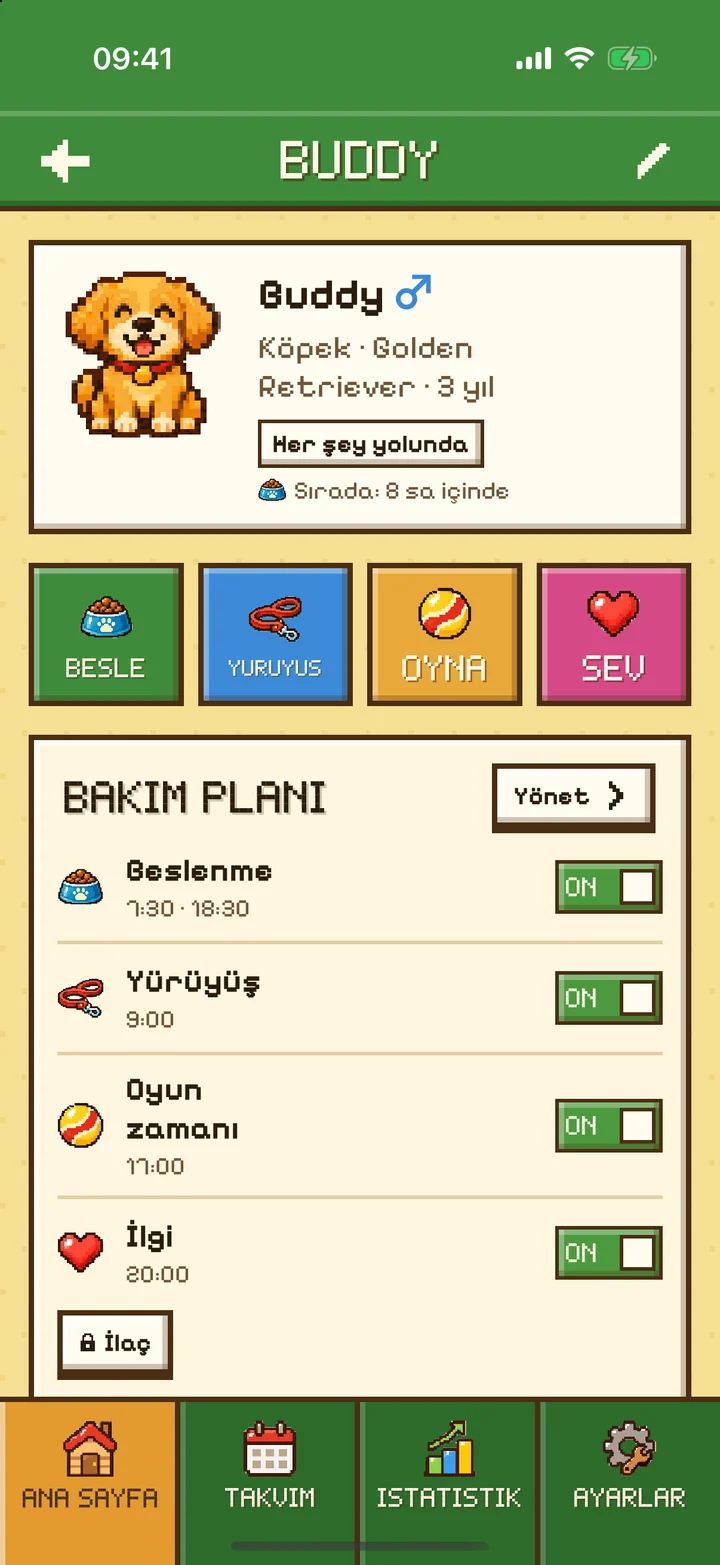 09:41
BUDDY
Buddy ♂
Köpek · Golden
Retriever · 3 yıl
Her şey yolunda
Sırada: 8 sa içinde
BESLE
YURUYUS
OYNA
SEV
BAKIM PLANI
Yönet
Beslenme
7:30 · 18:30
ON
Yürüyüş
9:00
ON
Oyun
zamanı
17:00
ON
İlgi
20:00
ON
İlaç
ANA SAYFA
TAKVIM
ISTATISTIK
AYARLAR